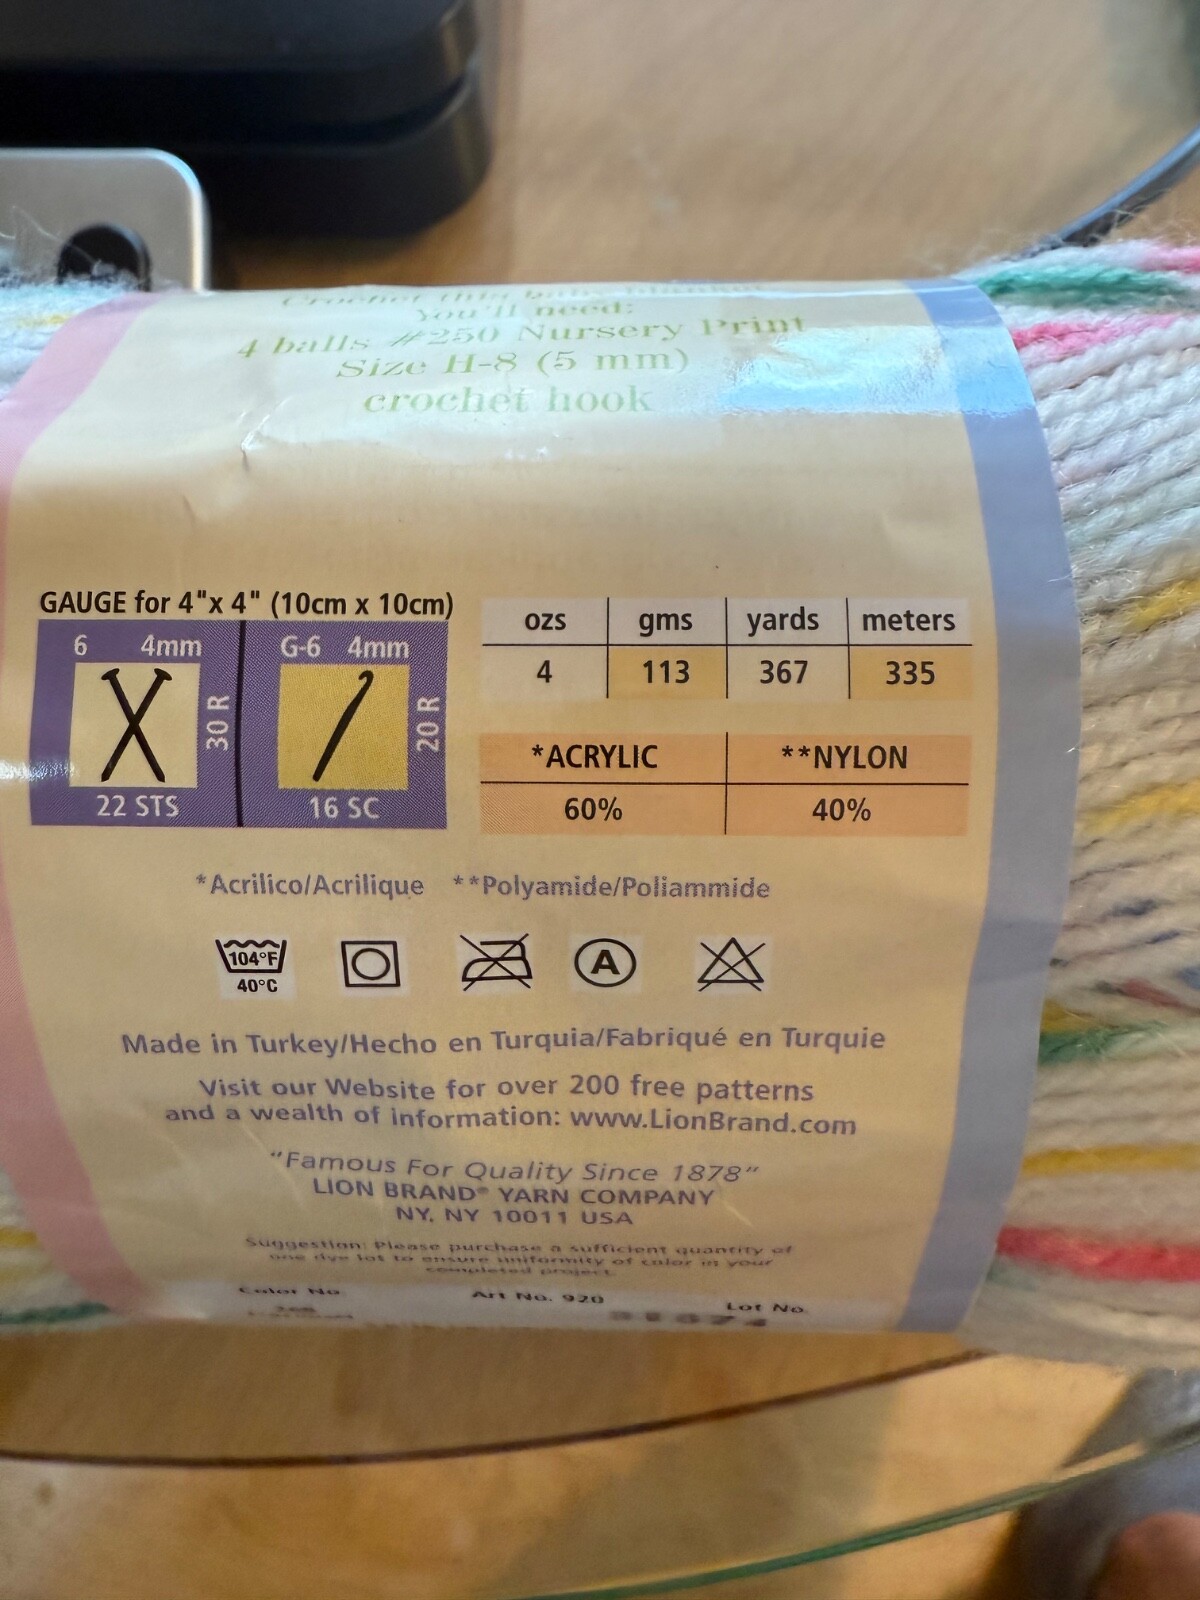 Crochet this baby blanket.
You'll need:
4 balls #250 Nursery Print
Size H-8 (5 mm)
crochet hook
GAUGE for 4"x 4" (10cm x 10cm)
6 4mm
30 R
22 STS
G-6 4mm
20 R
16 SC
ozs gms yards meters
4 113 367 335
*ACRYLIC **NYLON
60% 40%
*Acrilico/Acrilique **Polyamide/Poliammide
104°F
40°C
A
Made in Turkey/Hecho en Turquia/Fabriqué en Turquie
Visit our Website for over 200 free patterns
and a wealth of information: www.LionBrand.com
"Famous For Quality Since 1878"
LION BRAND® YARN COMPANY
NY, NY 10011 USA
Suggestion: Please purchase a sufficient quantity of
one dye lot to ensure uniformity of color in your
completed project.
Color No. Art No. 920 Lot No.